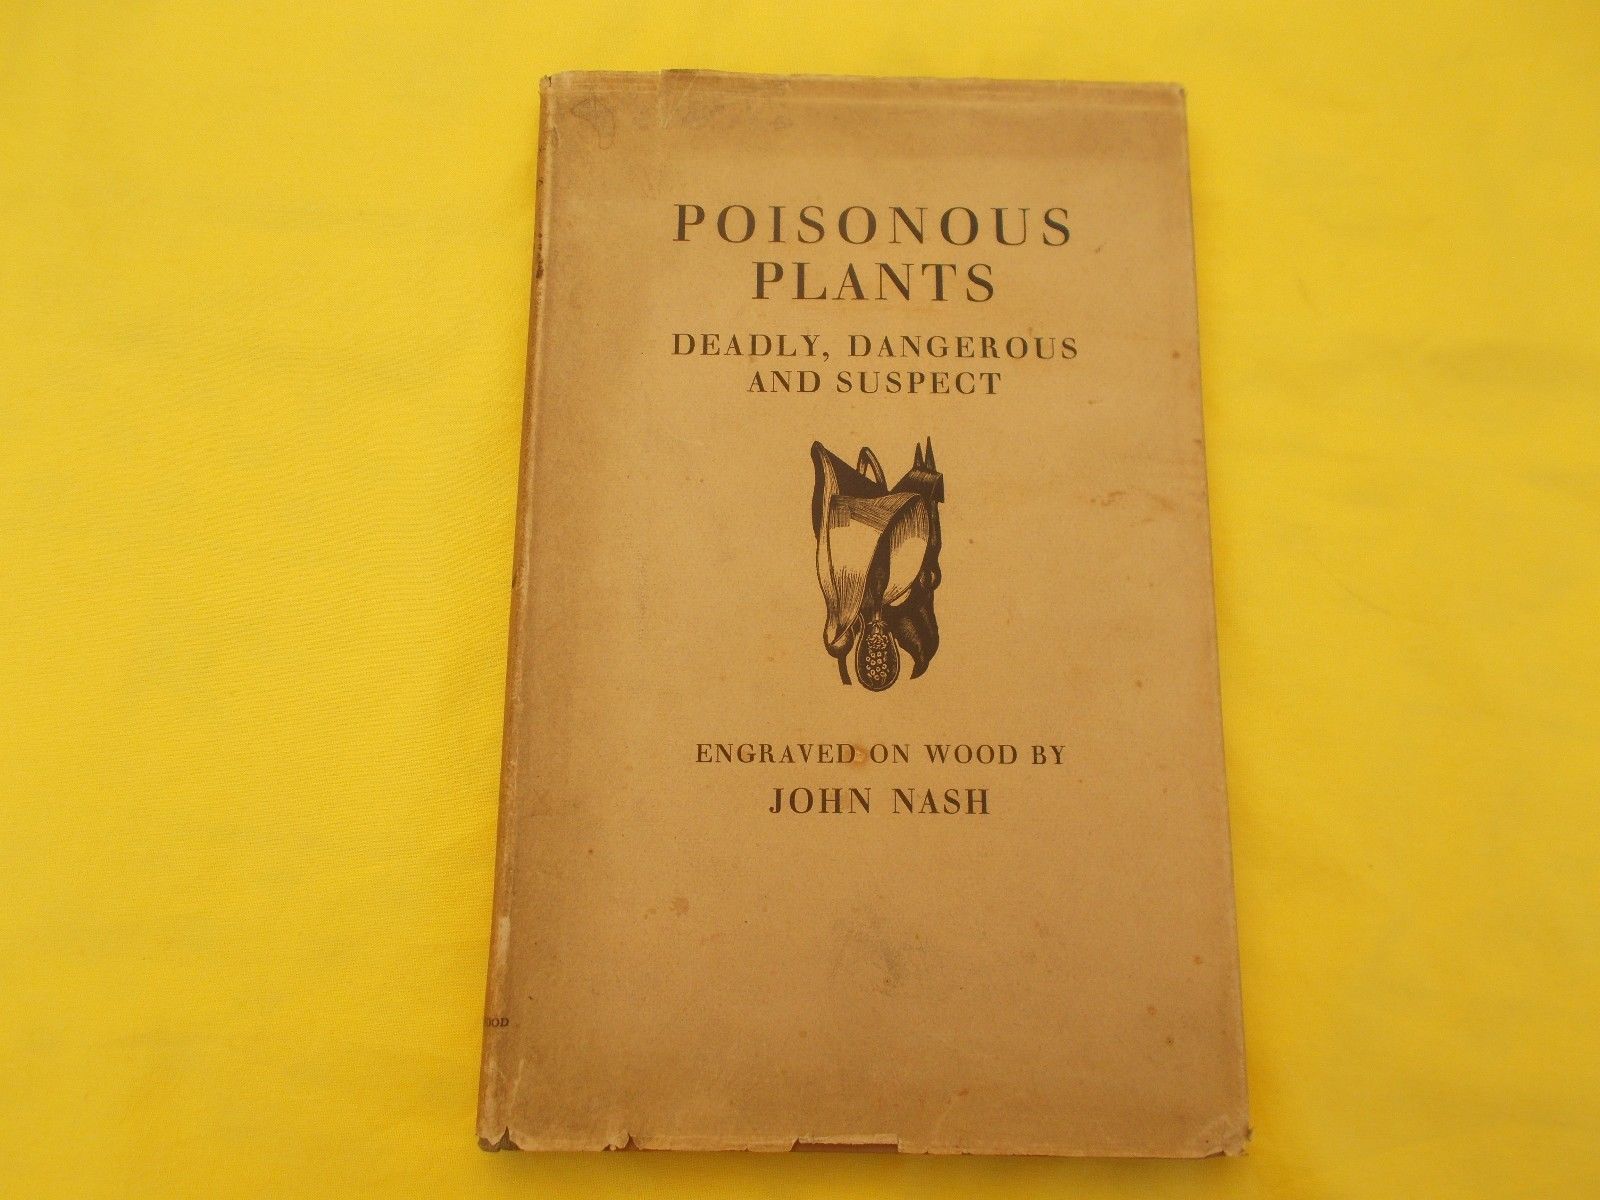 POISONOUS
PLANTS
DEADLY, DANGEROUS
AND SUSPECT
ENGRAVED ON WOOD BY
JOHN NASH